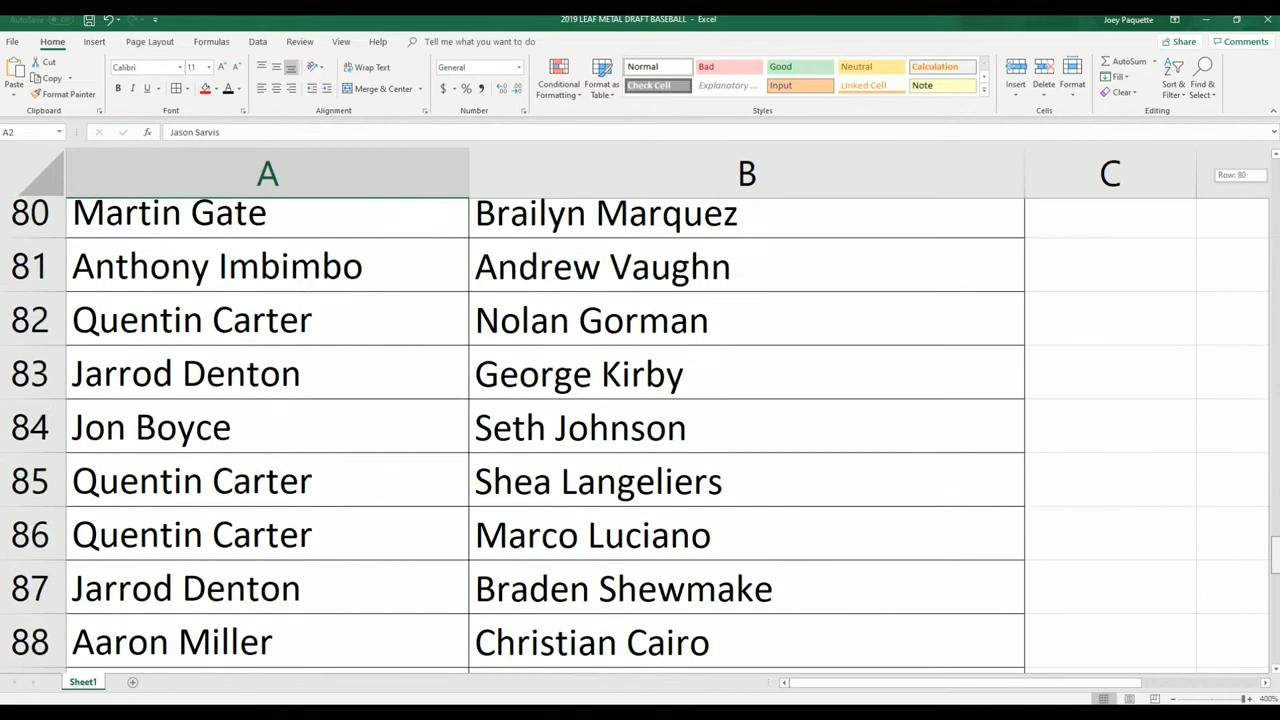 AutoSave Off 2019 LEAF METAL DRAFT BASEBALL - Excel Joey Paquette
File Home Insert Page Layout Formulas Data Review View Help Tell me what you want to do Share Comments
Paste Cut Copy Format Painter Clipboard
Calibri 11 B I U A A A Font
Wrap Text Merge & Center Alignment
General $ % , Number
Conditional Formatting Format as Table
Normal Bad Good Neutral Calculation
Check Cell Explanatory ... Input Linked Cell Note
Styles
Insert Delete Format Cells
AutoSum Fill Clear Sort & Filter Find & Select Editing
A2 fx Jason Sarvis
A B C Row: 80
80 Martin Gate Brailyn Marquez
81 Anthony Imbimbo Andrew Vaughn
82 Quentin Carter Nolan Gorman
83 Jarrod Denton George Kirby
84 Jon Boyce Seth Johnson
85 Quentin Carter Shea Langeliers
86 Quentin Carter Marco Luciano
87 Jarrod Denton Braden Shewmake
88 Aaron Miller Christian Cairo
Sheet1
400%